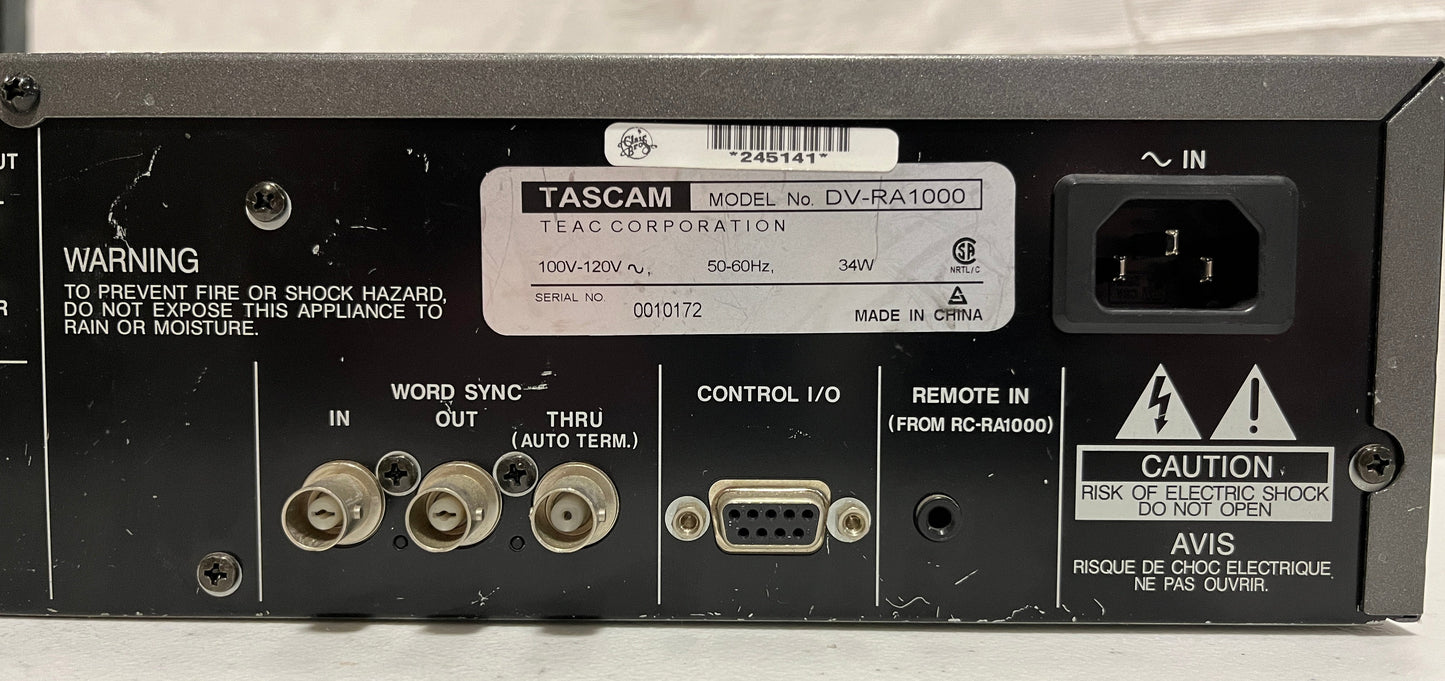 UT
R
WARNING
TO PREVENT FIRE OR SHOCK HAZARD,
DO NOT EXPOSE THIS APPLIANCE TO
RAIN OR MOISTURE.
*245141*
TASCAM MODEL No. DV-RA1000
TEAC CORPORATION
100V-120V ∿, 50-60Hz, 34W
NRTL/C
SERIAL NO. 0010172 MADE IN CHINA
∿ IN
WORD SYNC
IN OUT THRU
(AUTO TERM.)
CONTROL I/O
REMOTE IN
(FROM RC-RA1000)
CAUTION
RISK OF ELECTRIC SHOCK
DO NOT OPEN
AVIS
RISQUE DE CHOC ELECTRIQUE
NE PAS OUVRIR.